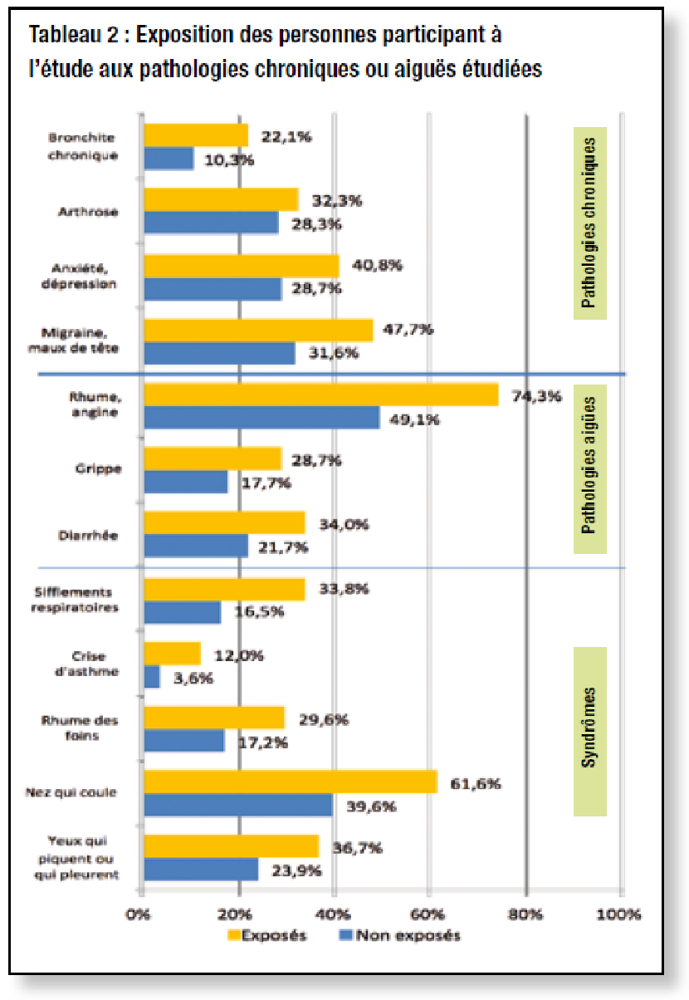 Tableau 2 : Exposition des personnes participant à
l'étude aux pathologies chroniques ou aiguës étudiées
Bronchite
chronique
22,1%
10,3%
Arthrose
32,3%
28,3%
Anxiété,
dépression
40,8%
28,7%
Migraine,
maux de tête
47,7%
31,6%
Pathologies chroniques
Rhume,
angine
74,3%
49,1%
Grippe
28,7%
17,7%
Diarrhée
34,0%
21,7%
Pathologies aigües
Sifflements
respiratoires
33,8%
16,5%
Crise
d'asthme
12,0%
3,6%
Rhume des
foins
29,6%
17,2%
Nez qui coule
61,6%
39,6%
Yeux qui
piquent ou
qui pleurent
36,7%
23,9%
Syndrômes
0% 20% 40% 60% 80% 100%
Exposés Non exposés